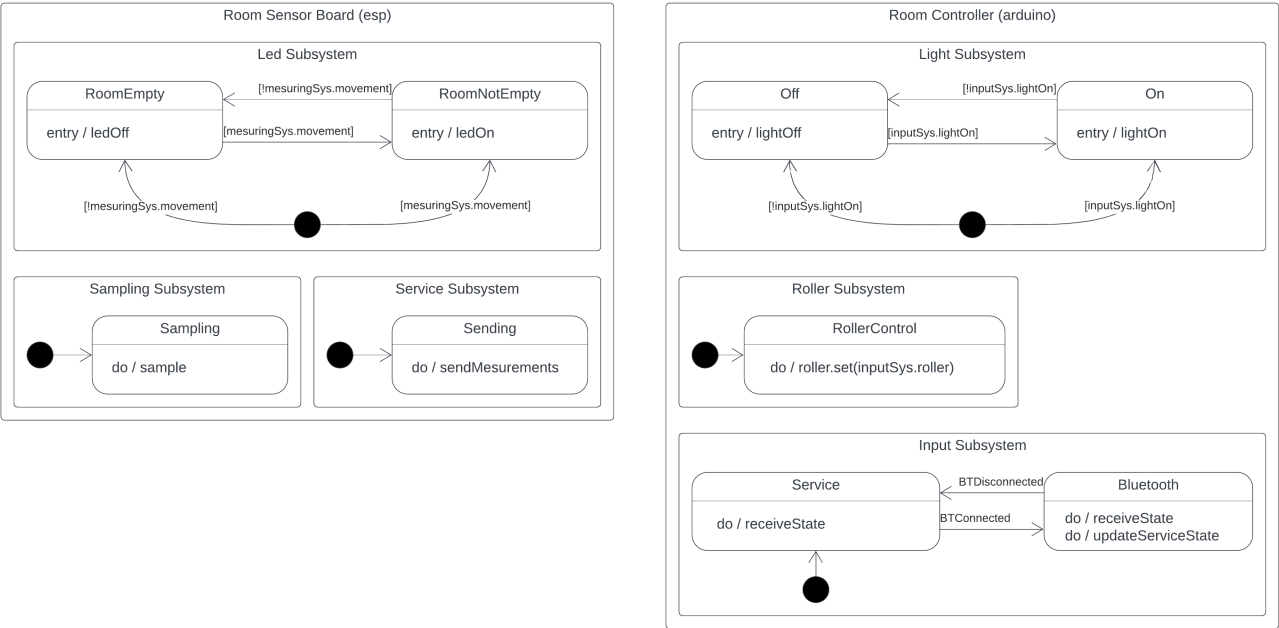 Room Sensor Board (esp)
Led Subsystem
RoomEmpty
entry / ledOff
[!mesuringSys.movement]
[mesuringSys.movement]
RoomNotEmpty
entry / ledOn
[!mesuringSys.movement]
[mesuringSys.movement]
Sampling Subsystem
Sampling
do / sample
Service Subsystem
Sending
do / sendMesurements
Room Controller (arduino)
Light Subsystem
Off
entry / lightOff
[!inputSys.lightOn]
[inputSys.lightOn]
On
entry / lightOn
[!inputSys.lightOn]
[inputSys.lightOn]
Roller Subsystem
RollerControl
do / roller.set(inputSys.roller)
Input Subsystem
Service
do / receiveState
BTDisconnected
BTConnected
Bluetooth
do / receiveState
do / updateServiceState